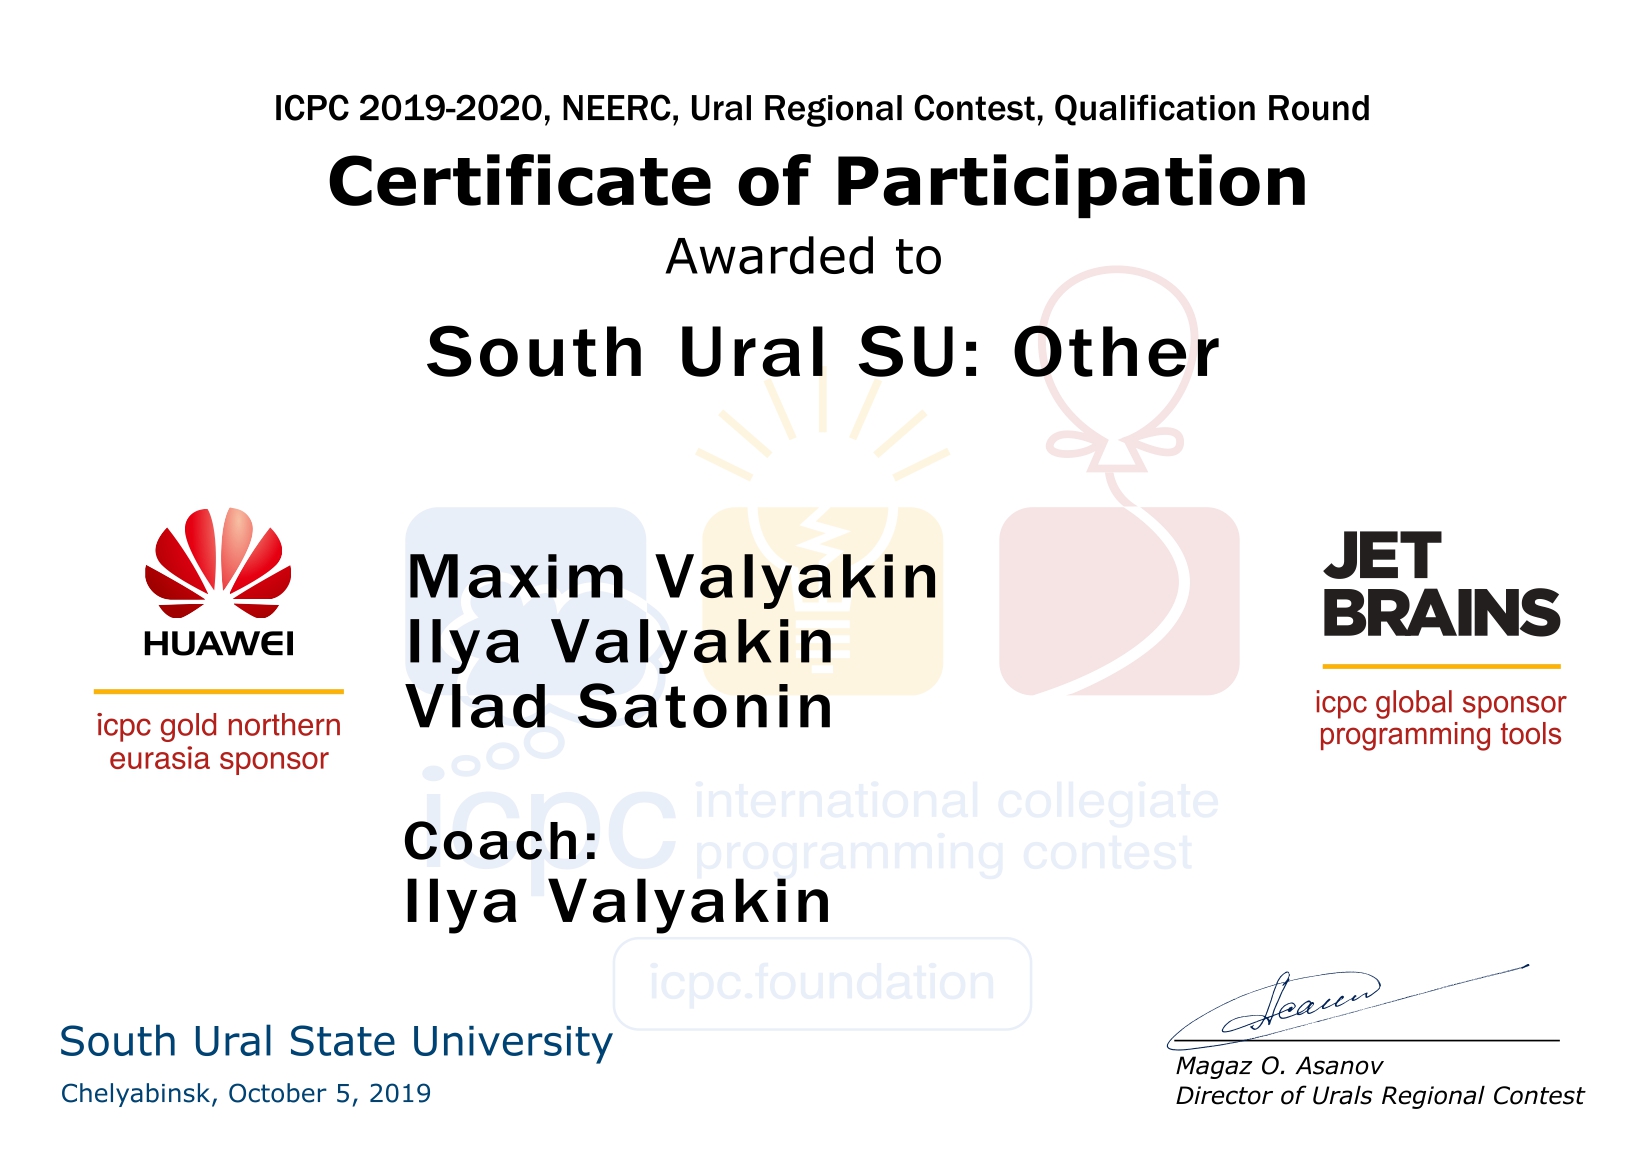 ICPC 2019-2020, NEERC, Ural Regional Contest, Qualification Round
Certificate of Participation
Awarded to
South Ural SU: Other
HUAWEI
icpc gold northern
eurasia sponsor
Maxim Valyakin
Ilya Valyakin
Vlad Satonin
JET
BRAINS
icpc global sponsor
programming tools
icpc international collegiate
programming contest
Coach:
Ilya Valyakin
icpc.foundation
South Ural State University
Chelyabinsk, October 5, 2019
Magaz O. Asanov
Director of Urals Regional Contest